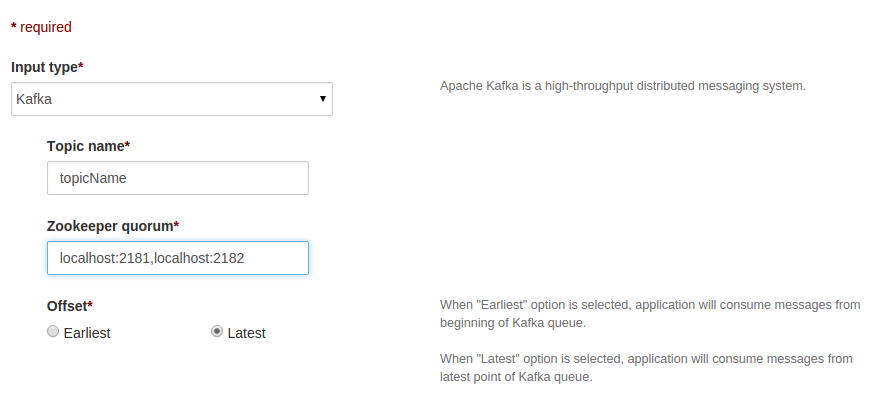 * required
Input type*
Kafka
Apache Kafka is a high-throughput distributed messaging system.
Topic name*
topicName
Zookeeper quorum*
localhost:2181,localhost:2182
Offset*
Earliest
Latest
When "Earliest" option is selected, application will consume messages from
beginning of Kafka queue.
When "Latest" option is selected, application will consume messages from
latest point of Kafka queue.